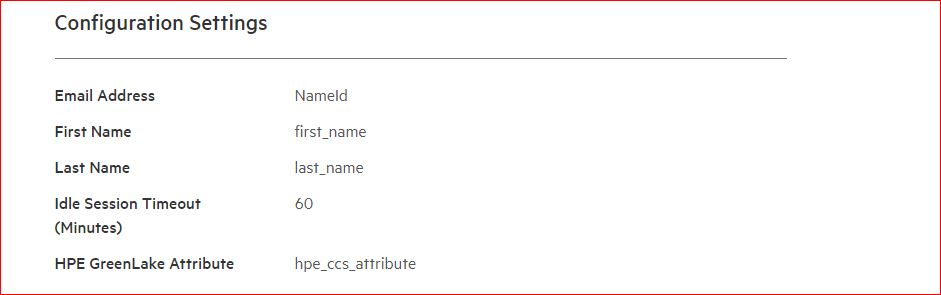 Configuration Settings
Email Address NameId
First Name first_name
Last Name last_name
Idle Session Timeout 60
(Minutes)
HPE GreenLake Attribute hpe_ccs_attribute